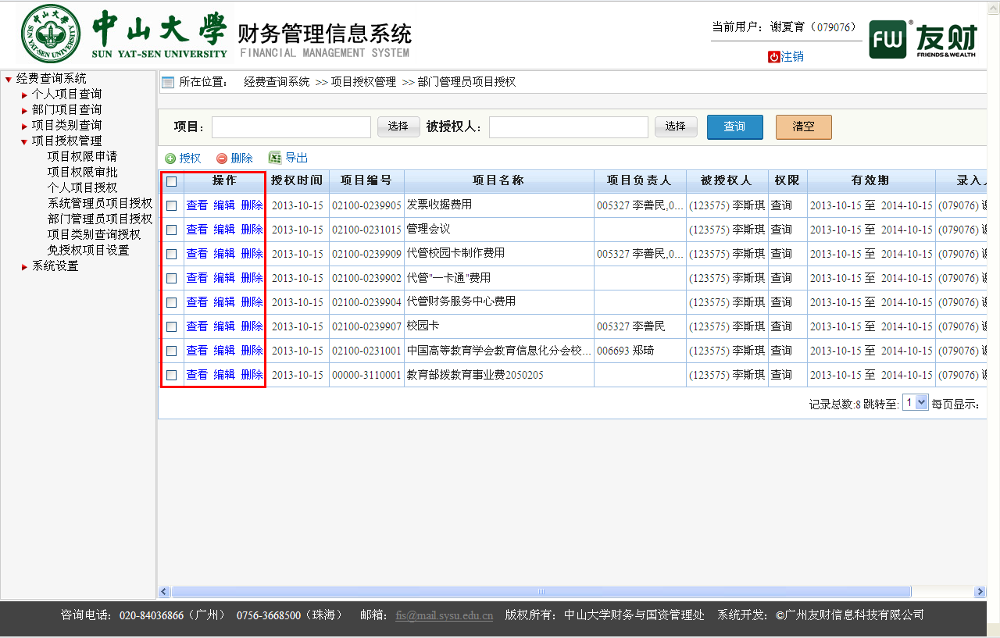 中山大学
SUN YAT-SEN UNIVERSITY
财务管理信息系统
FINANCIAL MANAGEMENT SYSTEM
当前用户：谢夏育（079076）
注销
FW® 友财
FRIENDS & WEALTH
经费查询系统
个人项目查询
部门项目查询
项目类别查询
项目授权管理
项目权限申请
项目权限审批
个人项目授权
系统管理员项目授权
部门管理员项目授权
项目类别查询授权
免授权项目设置
系统设置
所在位置： 经费查询系统 >> 项目授权管理 >> 部门管理员项目授权
项目： 选择 被授权人： 选择 查询 清空
授权 删除 导出
操作 授权时间 项目编号 项目名称 项目负责人 被授权人 权限 有效期 录入
查看 编辑 删除 2013-10-15 02100-0239905 发票收据费用 005327 李善民,0... (123575) 李斯琪 查询 2013-10-15 至 2014-10-15 (079076)
查看 编辑 删除 2013-10-15 02100-0231015 管理会议 (123575) 李斯琪 查询 2013-10-15 至 2014-10-15 (079076)
查看 编辑 删除 2013-10-15 02100-0239909 代管校园卡制作费用 005327 李善民,0... (123575) 李斯琪 查询 2013-10-15 至 2014-10-15 (079076)
查看 编辑 删除 2013-10-15 02100-0239902 代管"一卡通"费用 (123575) 李斯琪 查询 2013-10-15 至 2014-10-15 (079076)
查看 编辑 删除 2013-10-15 02100-0239904 代管财务服务中心费用 (123575) 李斯琪 查询 2013-10-15 至 2014-10-15 (079076)
查看 编辑 删除 2013-10-15 02100-0239907 校园卡 005327 李善民 (123575) 李斯琪 查询 2013-10-15 至 2014-10-15 (079076)
查看 编辑 删除 2013-10-15 02100-0231001 中国高等教育学会教育信息化分会校... 006693 郑琦 (123575) 李斯琪 查询 2013-10-15 至 2014-10-15 (079076)
查看 编辑 删除 2013-10-15 00000-3110001 教育部拨教育事业费2050205 (123575) 李斯琪 查询 2013-10-15 至 2014-10-15 (079076)
记录总数:8 跳转至: 1 每页显示:
咨询电话：020-84036866（广州） 0756-3668500（珠海） 邮箱：fis@mail.sysu.edu.cn 版权所有：中山大学财务与国资管理处 系统开发：©广州友财信息科技有限公司